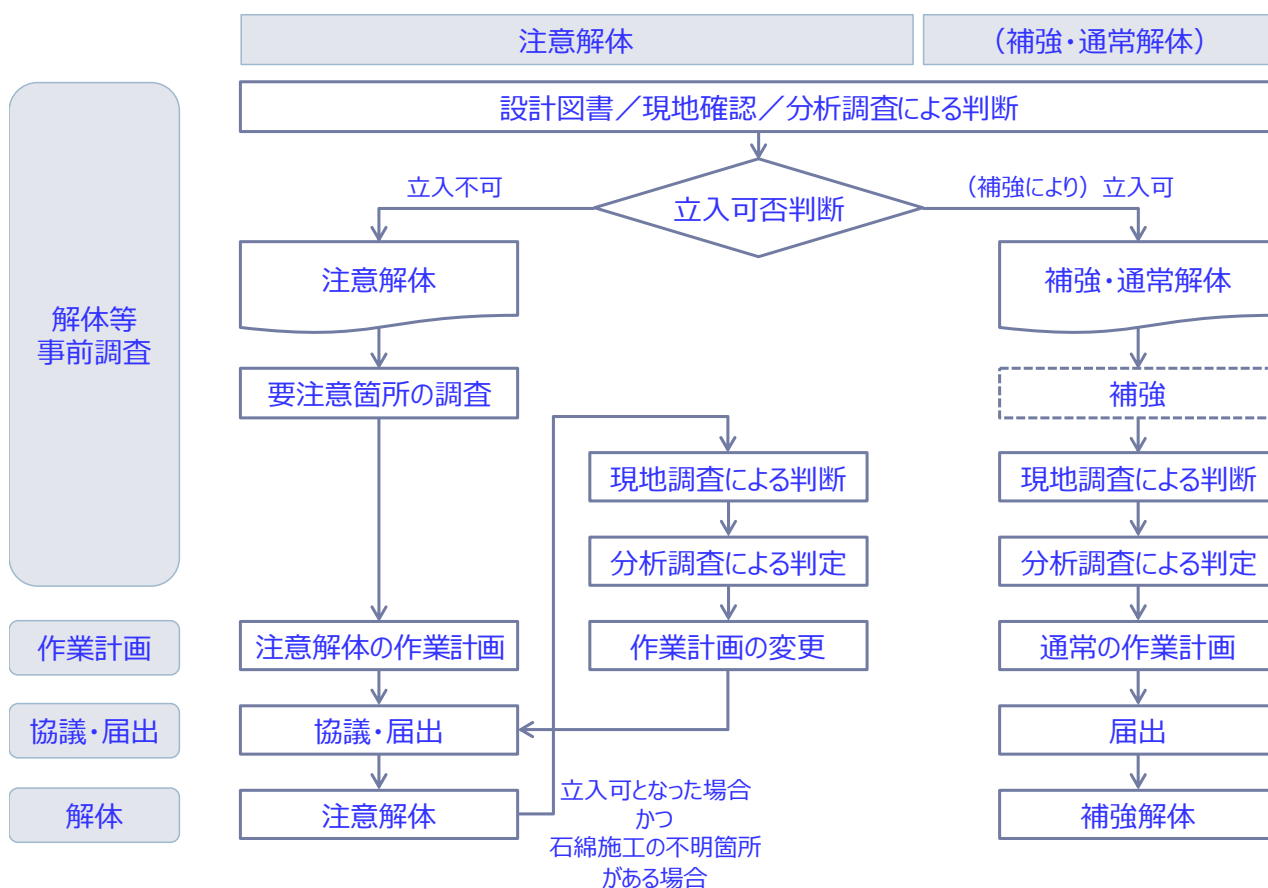 注意解体
(補強・通常解体)
解体等
事前調査
設計図書／現地確認／分析調査による判断
立入不可
立入可否判断
(補強により) 立入可
注意解体
補強・通常解体
要注意箇所の調査
補強
現地調査による判断
現地調査による判断
分析調査による判定
分析調査による判定
作業計画
注意解体の作業計画
作業計画の変更
通常の作業計画
協議・届出
協議・届出
届出
解体
注意解体
立入可となった場合
かつ
石綿施工の不明箇所
がある場合
補強解体